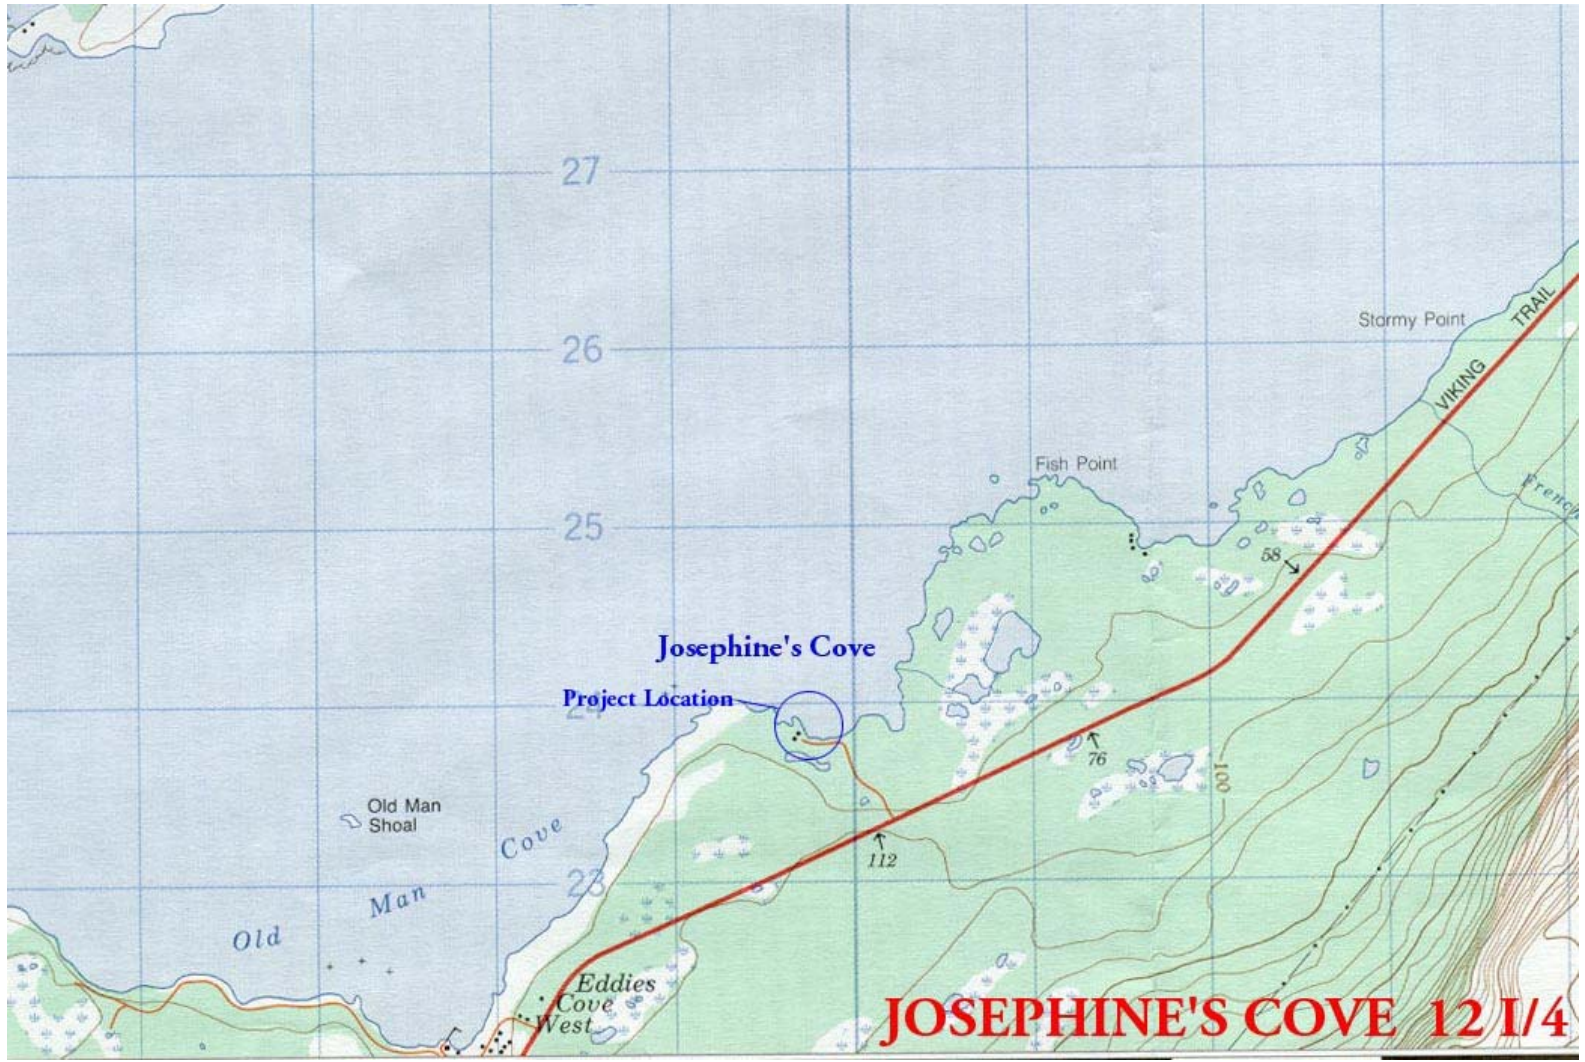 27
26
Stormy Point
VIKING TRAIL
Fish Point
25
58
French
Josephine's Cove
Project Location
24
76
100
Old Man
Shoal
112
Old Man Cove
23
Eddies
Cove
West
JOSEPHINE'S COVE 12 I/4